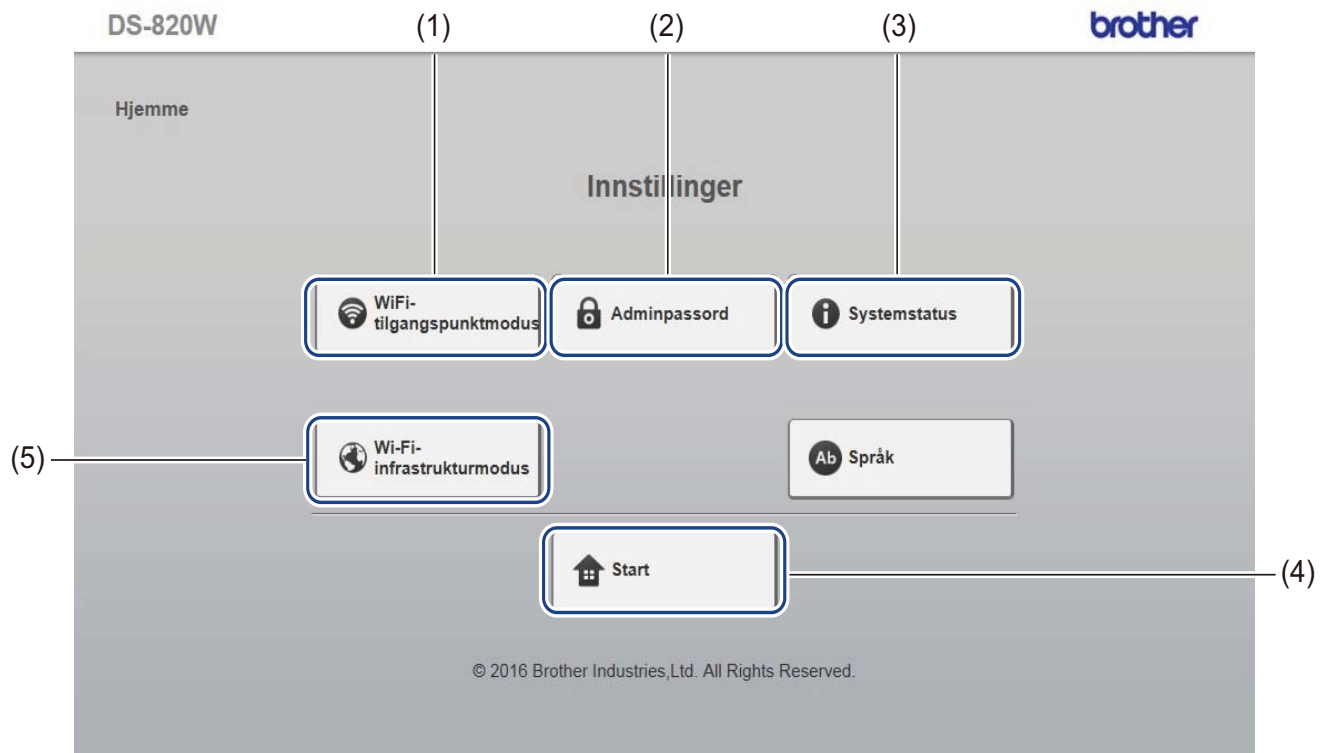 DS-820W
(1)
(2)
(3)
brother
Hjemme
Innstillinger
WiFi-
tilgangspunktmodus
Adminpassord
Systemstatus
(5)
Wi-Fi-
infrastrukturmodus
Ab
Språk
Start
(4)
© 2016 Brother Industries,Ltd. All Rights Reserved.